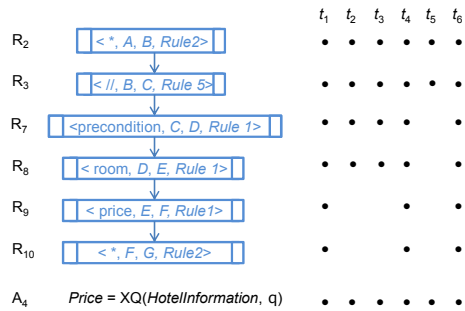 t1 t2 t3 t4 t5 t6
R2 < *, A, B, Rule2> • • • • • •
R3 < //, B, C, Rule 5> • • • • • •
R7 <precondition, C, D, Rule 1> • • • •
R8 < room, D, E, Rule 1> • • • •
R9 < price, E, F, Rule1> • • •
R10 < *, F, G, Rule2> • • •
A4 Price = XQ(HotelInformation, q) • • • • • •